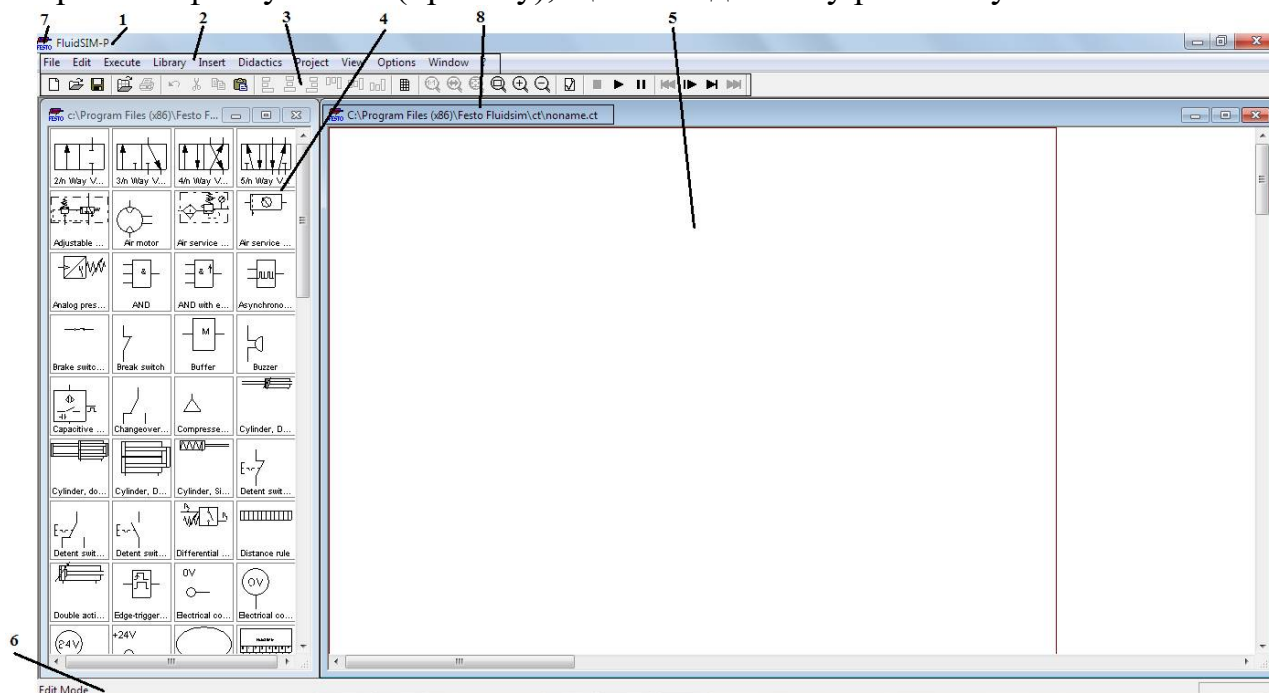 7 1 2 3 4 8 5
FluidSIM-P
File Edit Execute Library Insert Didactics Project View Options Window ?
FESTO c:\Program Files (x86)\Festo F...
FESTO C:\Program Files (x86)\Festo Fluidsim\ct\noname.ct
2/n Way V... 3/n Way V... 4/n Way V... 5/n Way V...
Adjustable ... Air motor Air service ... Air service ...
& & M
Analog pres... AND AND with e... Asynchrono...
Brake switc... Break switch Buffer Buzzer
Capacitive ... Changeover... Compresse... Cylinder, D...
Cylinder, do... Cylinder, D... Cylinder, Si... Detent swit...
Detent swit... Detent swit... Differential ... Distance rule
0V 0V
Double acti... Edge-trigger... Electrical co... Electrical co...
24V +24V
6
Edit Mode